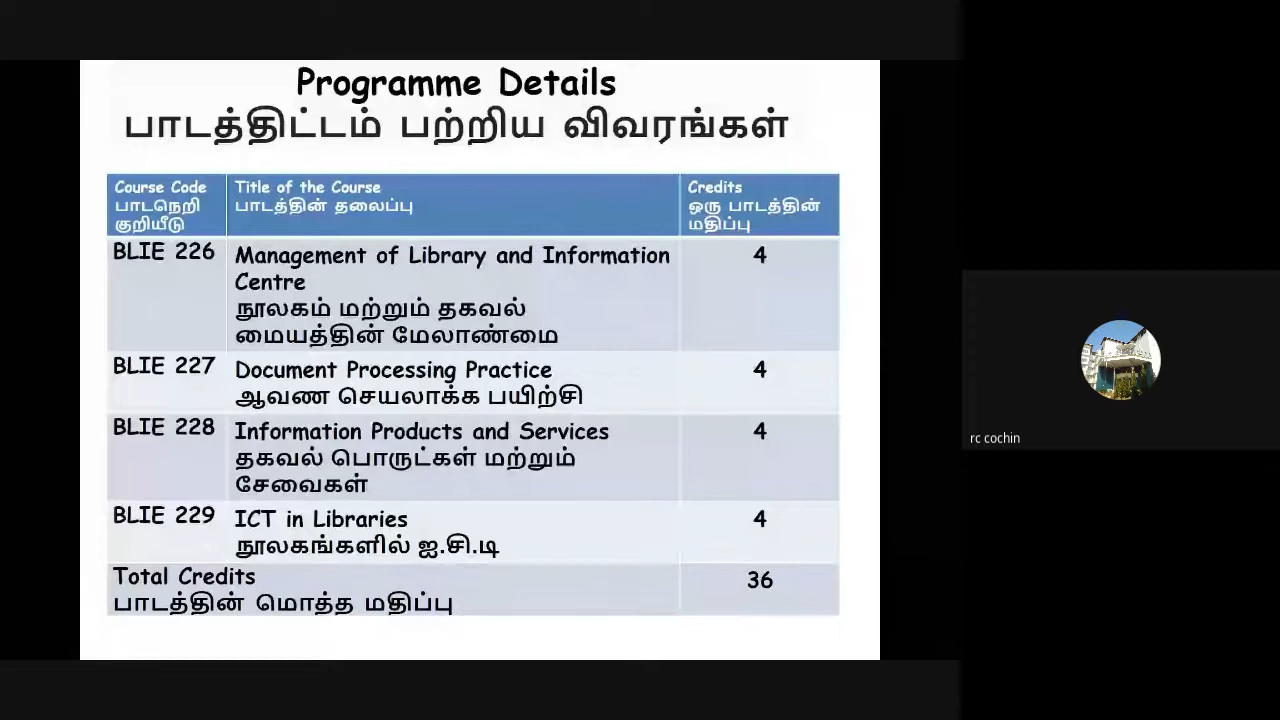 Programme Details
பாடத்திட்டம் பற்றிய விவரங்கள்
Course Code
பாடநெறி
குறியீடு
Title of the Course
பாடத்தின் தலைப்பு
Credits
ஒரு பாடத்தின்
மதிப்பு
BLIE 226
Management of Library and Information
Centre
நூலகம் மற்றும் தகவல்
மையத்தின் மேலாண்மை
4
BLIE 227
Document Processing Practice
ஆவண செயலாக்க பயிற்சி
4
BLIE 228
Information Products and Services
தகவல் பொருட்கள் மற்றும்
சேவைகள்
4
BLIE 229
ICT in Libraries
நூலகங்களில் ஐ.சி.டி
4
Total Credits
பாடத்தின் மொத்த மதிப்பு
36
rc cochin